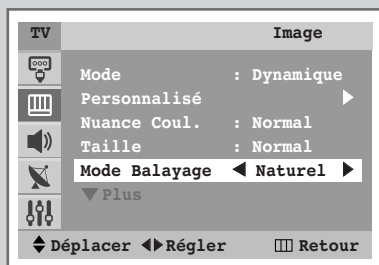 TV Image
Mode : Dynamique
Personnalisé
Nuance Coul. : Normal
Taille : Normal
Mode Balayage Naturel
Plus
Déplacer Régler Retour